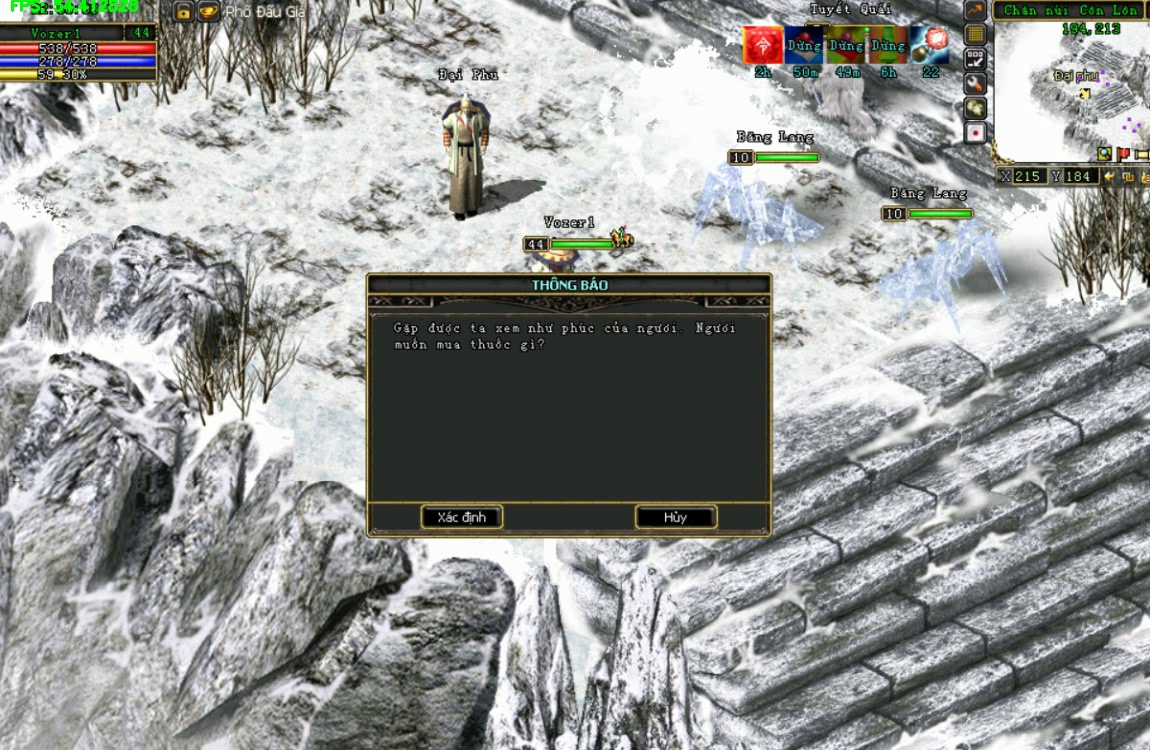 Phố Đấu Giá
Vozer1
44
538/538
278/278
59.30%
Đại Phu
Tuyết Quái
Dừng
Dừng
Dừng
2h
50m
49m
6h
22
Chân núi Côn Lôn
194,213
Đại phu
X 215 Y 184
Băng Lang
10
Băng Lang
10
Vozer1
44
THÔNG BÁO
Gặp được ta xem như phúc của ngươi. Ngươi
muốn mua thuốc gì?
Xác định
Hủy